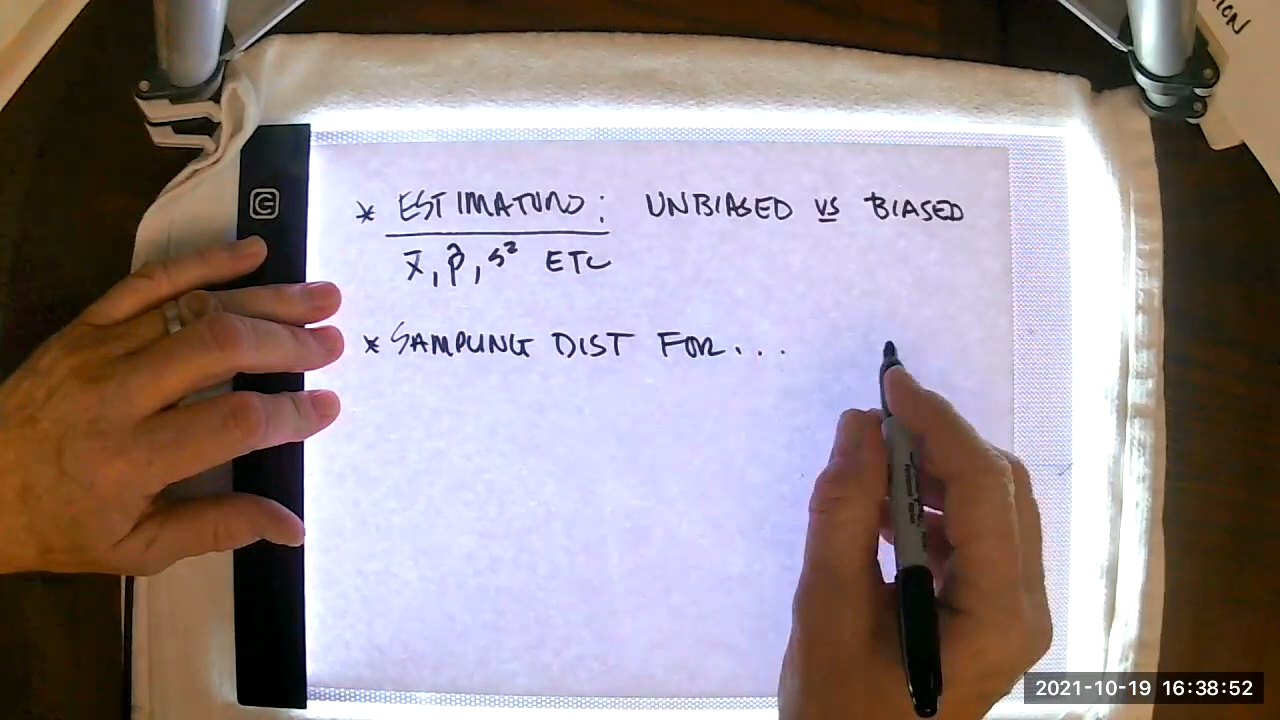 * ESTIMATORS: UNBIASED VS BIASED
x̄, p̂, s² ETC
* SAMPLING DIST FOR...
2021-10-19 16:38:52